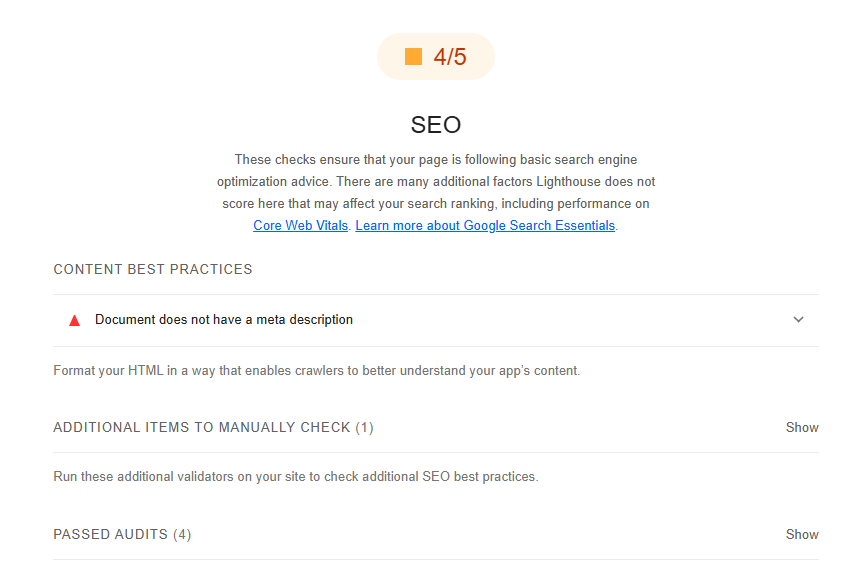 4/5
SEO
These checks ensure that your page is following basic search engine
optimization advice. There are many additional factors Lighthouse does not
score here that may affect your search ranking, including performance on
Core Web Vitals. Learn more about Google Search Essentials.
CONTENT BEST PRACTICES
Document does not have a meta description
Format your HTML in a way that enables crawlers to better understand your app's content.
ADDITIONAL ITEMS TO MANUALLY CHECK (1) Show
Run these additional validators on your site to check additional SEO best practices.
PASSED AUDITS (4) Show